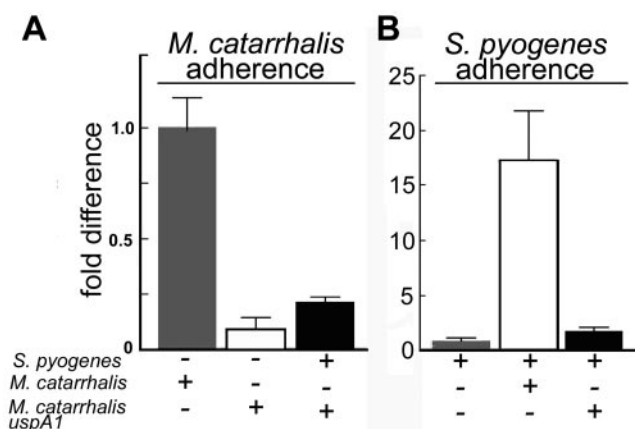 A
M. catarrhalis
adherence
fold difference
1.0
0.5
0
B
S. pyogenes
adherence
25
20
15
10
5
0
S. pyogenes - - + + + +
M. catarrhalis + - - - + -
M. catarrhalis uspA1 - + + - - +